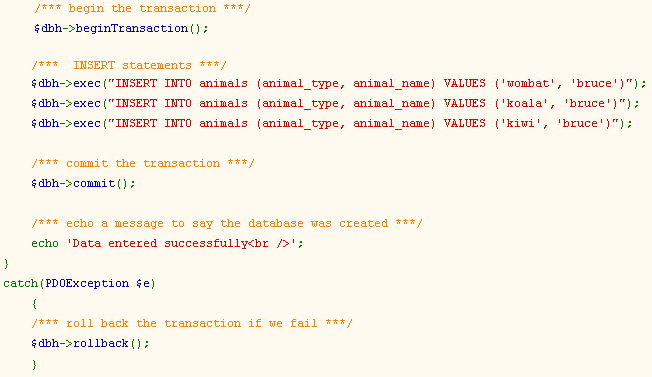 /*** begin the transaction ***/
$dbh->beginTransaction();
/***  INSERT statements ***/
$dbh->exec("INSERT INTO animals (animal_type, animal_name) VALUES ('wombat', 'bruce')");
$dbh->exec("INSERT INTO animals (animal_type, animal_name) VALUES ('koala', 'bruce')");
$dbh->exec("INSERT INTO animals (animal_type, animal_name) VALUES ('kiwi', 'bruce')");
/*** commit the transaction ***/
$dbh->commit();
/*** echo a message to say the database was created ***/
echo 'Data entered successfully<br />';
}
catch(PDOException $e)
{
/*** roll back the transaction if we fail ***/
$dbh->rollback();
}